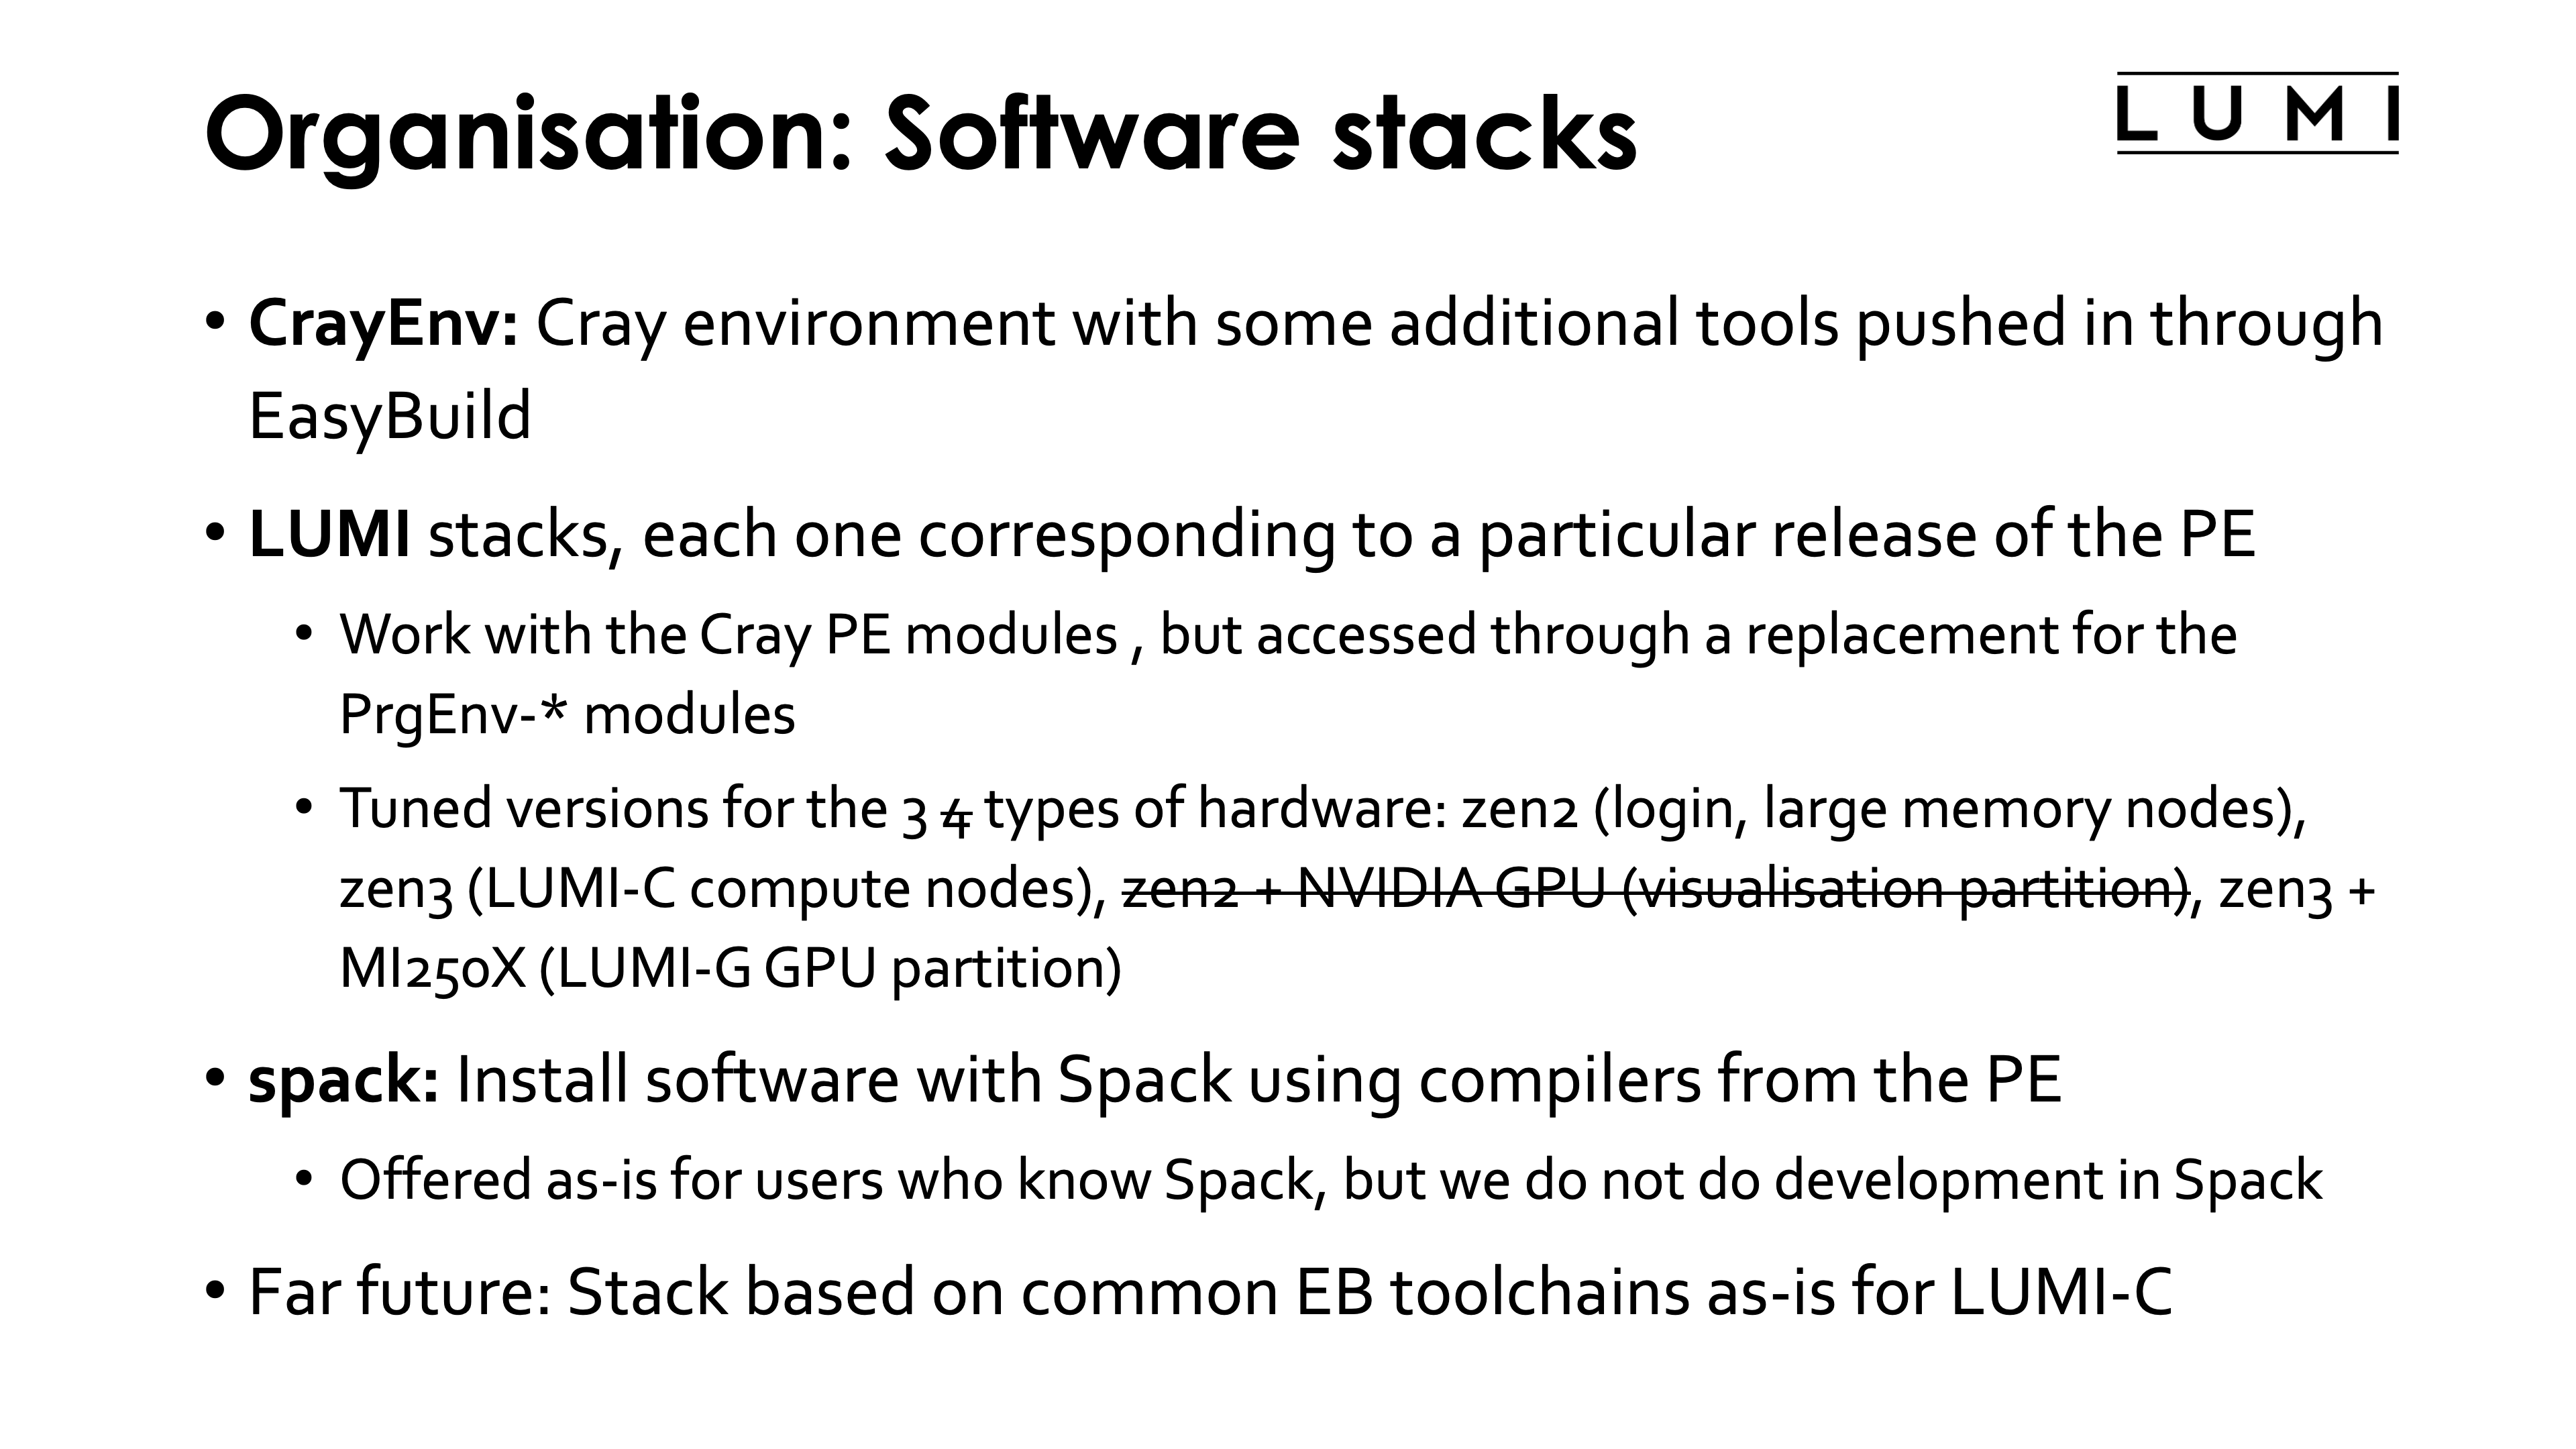 Organisation: Software stacks
LUMI
• CrayEnv: Cray environment with some additional tools pushed in through
EasyBuild
• LUMI stacks, each one corresponding to a particular release of the PE
• Work with the Cray PE modules , but accessed through a replacement for the
PrgEnv-* modules
• Tuned versions for the 3 4 types of hardware: zen2 (login, large memory nodes),
zen3 (LUMI-C compute nodes), zen2 + NVIDIA GPU (visualisation partition), zen3 +
MI250X (LUMI-G GPU partition)
• spack: Install software with Spack using compilers from the PE
• Offered as-is for users who know Spack, but we do not do development in Spack
• Far future: Stack based on common EB toolchains as-is for LUMI-C